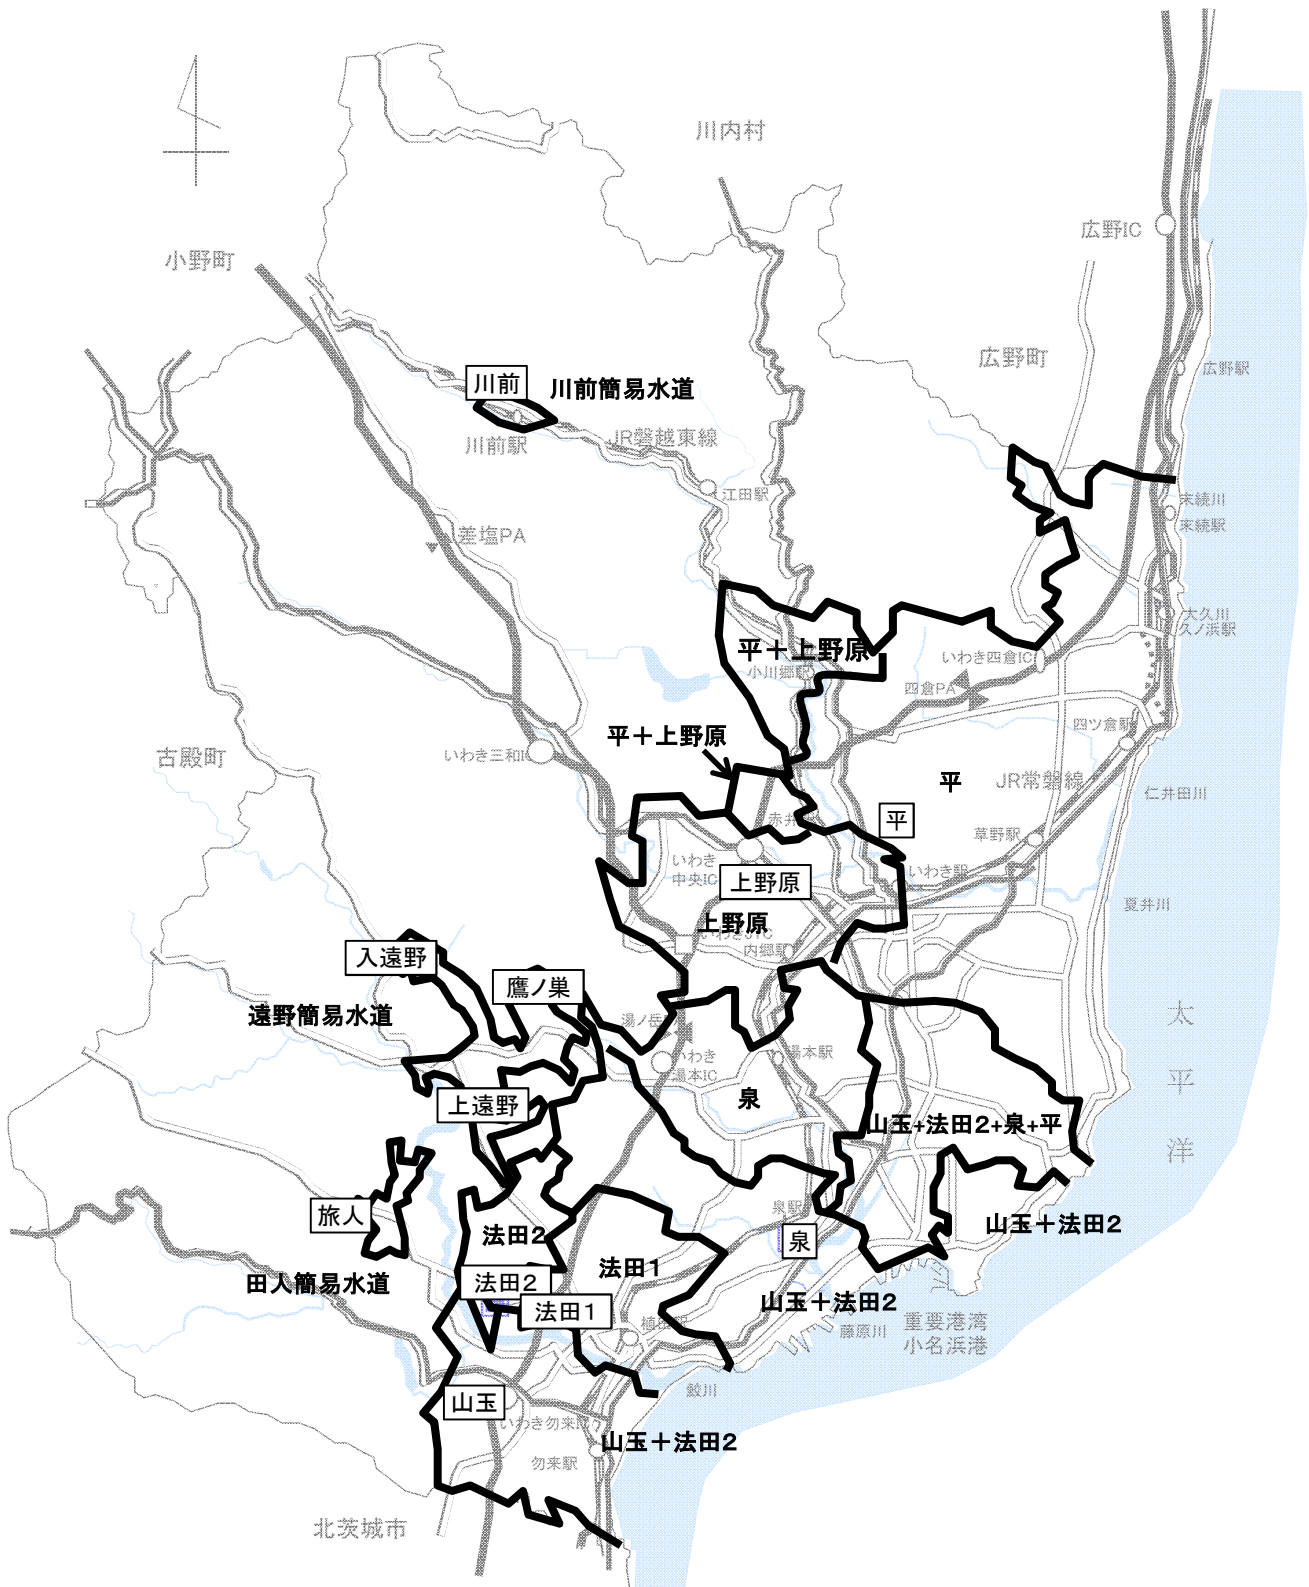 川内村
広野IC
小野町
広野町
広野駅
川前
川前簡易水道
JR磐越東線
川前駅
江田駅
末続川
末続駅
差塩PA
大久川
久ノ浜駅
平＋上野原
小川郷駅
いわき四倉IC
四倉PA
四ツ倉駅
平＋上野原
古殿町
いわき三和IC
平
JR常磐線
仁井田川
赤井
平
草野駅
いわき
中央IC
上野原
いわき駅
夏井川
上野原
いわきJTC
内郷駅
入遠野
鷹ノ巣
遠野簡易水道
湯ノ岳
太平洋
いわき
湯本IC
湯本駅
泉
上遠野
山玉+法田2+泉+平
旅人
泉駅
法田2
泉
山玉＋法田2
田人簡易水道
法田2
法田1
法田1
山玉＋法田2
藤原川
重要港湾
小名浜港
山玉
鮫川
いわき勿来IC
山玉＋法田2
勿来駅
北茨城市